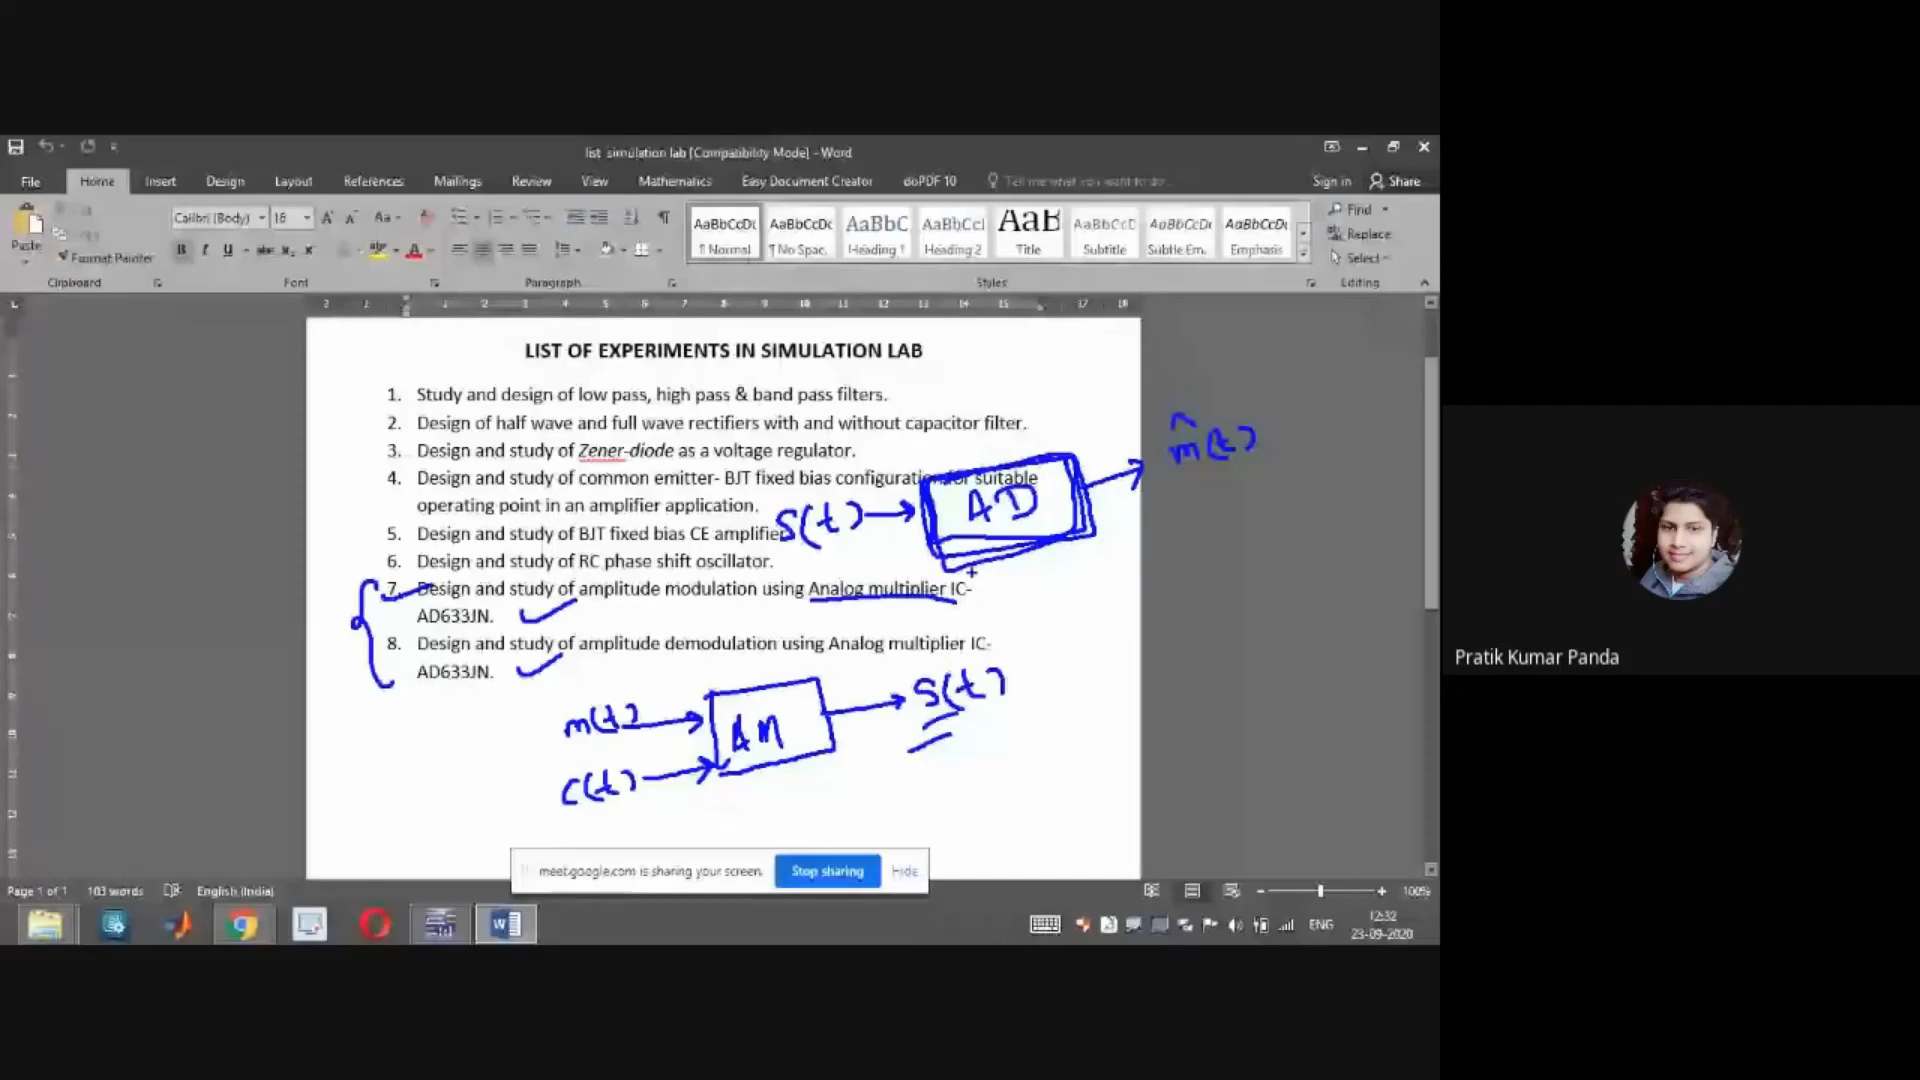 list simulation lab [Compatibility Mode] - Word
File Home Insert Design Layout References Mailings Review View Mathematics Easy Document Creator doPDF 10 Tell me what you want to do... Sign in Share
Calibri (Body) 16
Paste Format Painter
B I U abc
AaBbCcDc AaBbCcDc AaBbC AaBbCcI AaB AaBbCcD AaBbCcDc AaBbCcDc
¶ Normal ¶ No Spac... Heading 1 Heading 2 Title Subtitle Subtle Em... Emphasis
Find
Replace
Select
Clipboard Font Paragraph Styles Editing
LIST OF EXPERIMENTS IN SIMULATION LAB
1. Study and design of low pass, high pass & band pass filters.
2. Design of half wave and full wave rectifiers with and without capacitor filter.
3. Design and study of Zener-diode as a voltage regulator.
4. Design and study of common emitter- BJT fixed bias configuration for suitable
operating point in an amplifier application.
5. Design and study of BJT fixed bias CE amplifier
6. Design and study of RC phase shift oscillator.
7. Design and study of amplitude modulation using Analog multiplier IC-
AD633JN.
8. Design and study of amplitude demodulation using Analog multiplier IC-
AD633JN.
S(t) AD m̂(t)
m(t) AM S(t)
c(t)
meet.google.com is sharing your screen. Stop sharing Hide
Page 1 of 1 103 words English (India) 100%
ENG 12:32
23-09-2020
Pratik Kumar Panda